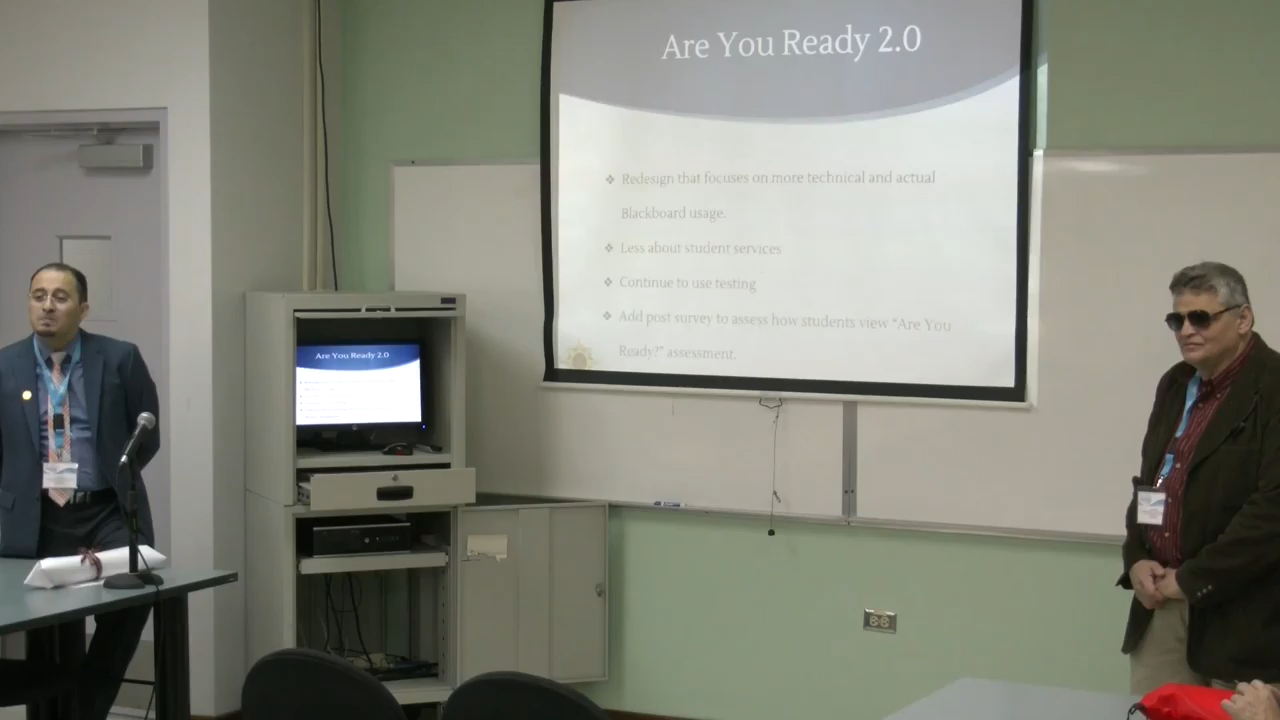 Are You Ready 2.0
❖ Redesign that focuses on more technical and actual
Blackboard usage.
❖ Less about student services
❖ Continue to use testing
❖ Add post survey to assess how students view “Are You
Ready?” assessment.
Are You Ready 2.0